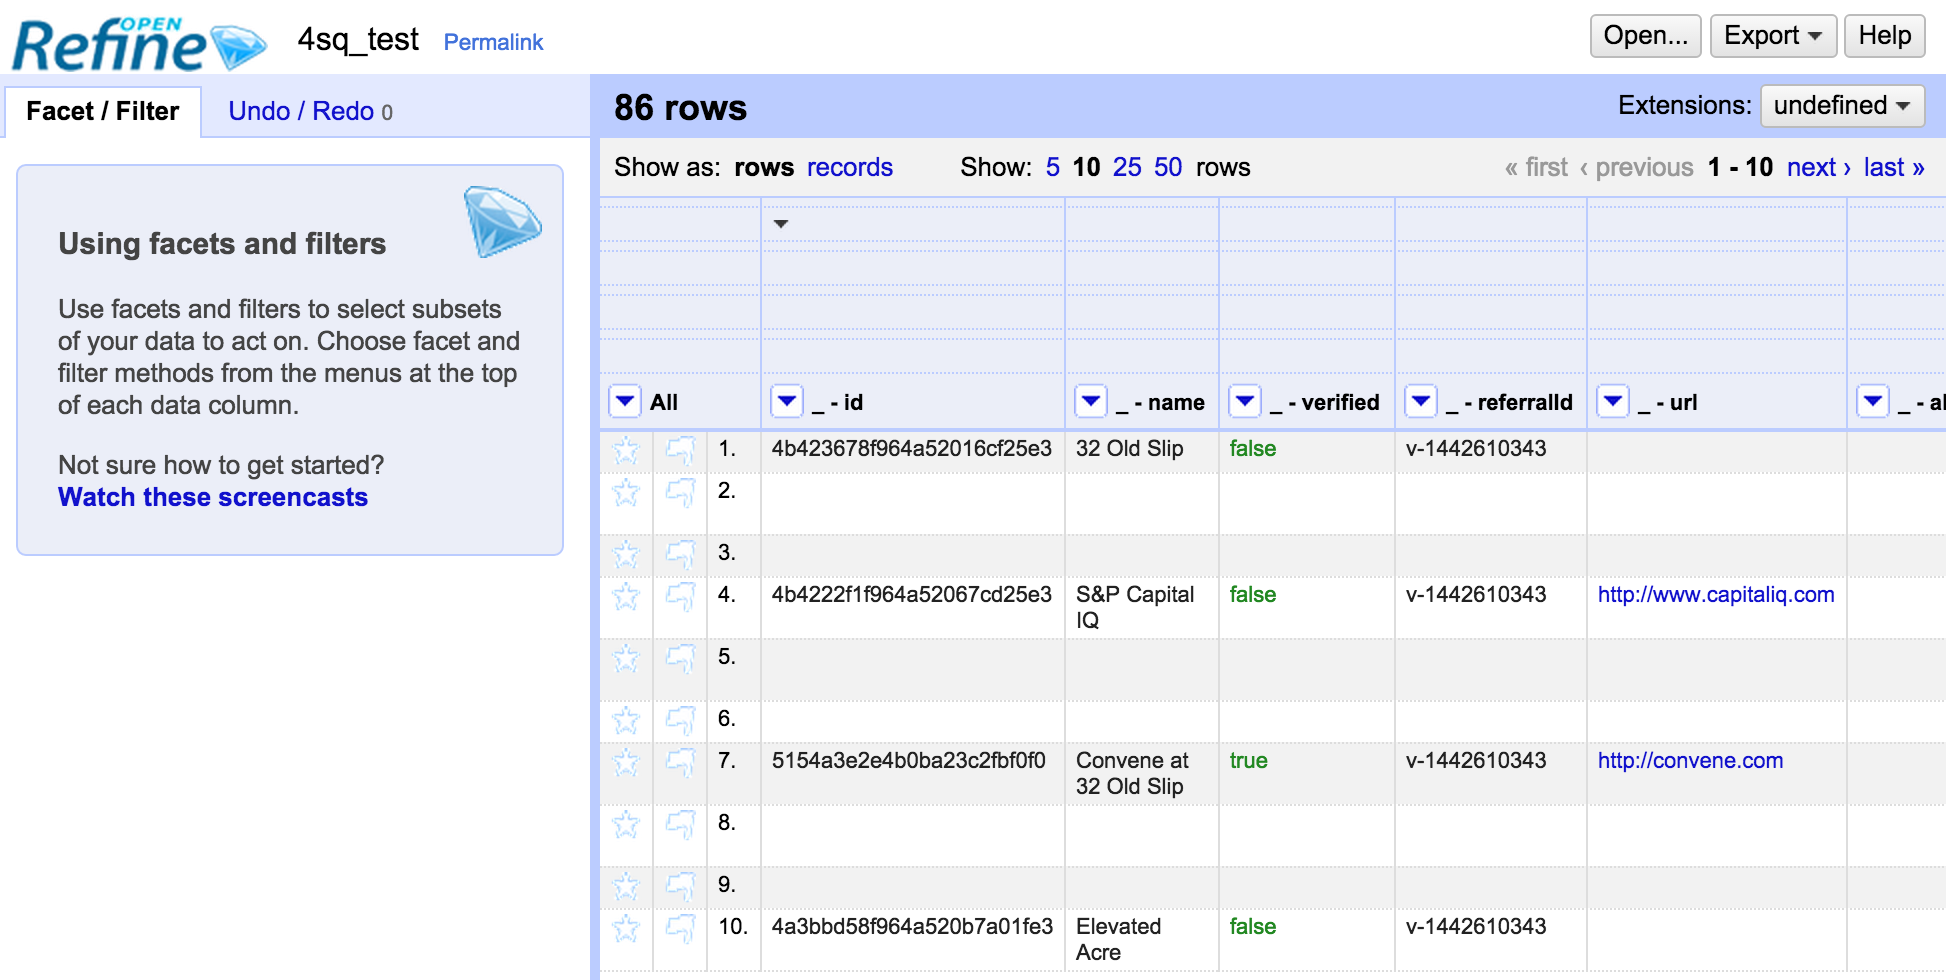 OPEN
Refine 4sq_test Permalink Open... Export Help
Facet / Filter Undo / Redo 0
86 rows Extensions: undefined
Show as: rows records Show: 5 10 25 50 rows « first ‹ previous 1 - 10 next › last »
Using facets and filters
Use facets and filters to select subsets
of your data to act on. Choose facet and
filter methods from the menus at the top
of each data column.
Not sure how to get started?
Watch these screencasts
All _ - id _ - name _ - verified _ - referralId _ - url _ - al
1. 4b423678f964a52016cf25e3 32 Old Slip false v-1442610343
2.
3.
4. 4b4222f1f964a52067cd25e3 S&P Capital IQ false v-1442610343 http://www.capitaliq.com
5.
6.
7. 5154a3e2e4b0ba23c2fbf0f0 Convene at 32 Old Slip true v-1442610343 http://convene.com
8.
9.
10. 4a3bbd58f964a520b7a01fe3 Elevated Acre false v-1442610343